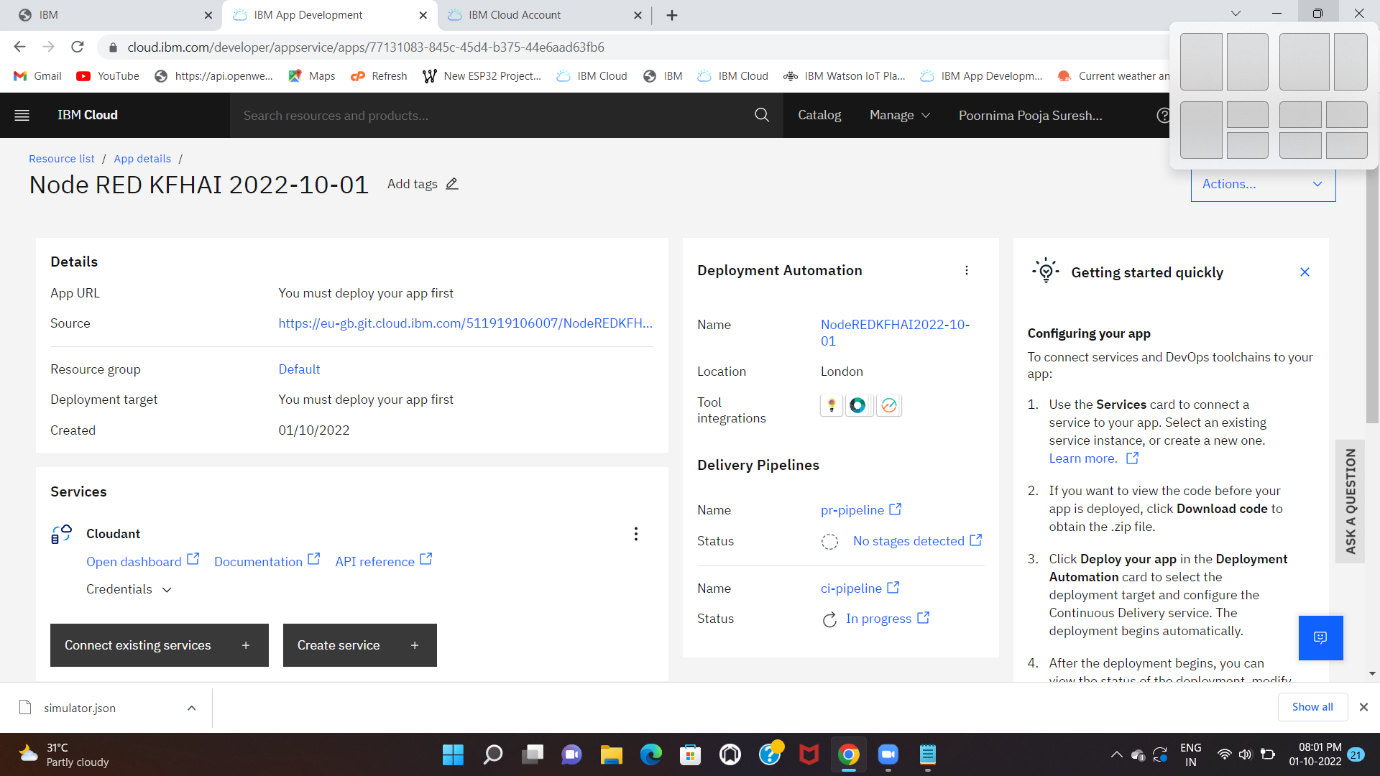 IBM
IBM App Development
IBM Cloud Account
cloud.ibm.com/developer/appservice/apps/77131083-845c-45d4-b375-44e6aad63fb6
Gmail
YouTube
https://api.openwe...
Maps
Refresh
New ESP32 Project...
IBM Cloud
IBM
IBM Cloud
IBM Watson IoT Pla...
IBM App Developm...
Current weather an
IBM Cloud
Search resources and products...
Catalog
Manage
Poornima Pooja Suresh...
Resource list / App details /
Node RED KFHAI 2022-10-01
Add tags
Actions...
Details
App URL
You must deploy your app first
Source
https://eu-gb.git.cloud.ibm.com/511919106007/NodeREDKFH...
Resource group
Default
Deployment target
You must deploy your app first
Created
01/10/2022
Services
Cloudant
Open dashboard
Documentation
API reference
Credentials
Connect existing services +
Create service +
Deployment Automation
Name
NodeREDKFHAI2022-10-
01
Location
London
Tool
integrations
Delivery Pipelines
Name
pr-pipeline
Status
No stages detected
Name
ci-pipeline
Status
In progress
Getting started quickly
Configuring your app
To connect services and DevOps toolchains to your
app:
1. Use the Services card to connect a
service to your app. Select an existing
service instance, or create a new one.
Learn more.
2. If you want to view the code before your
app is deployed, click Download code to
obtain the .zip file.
3. Click Deploy your app in the Deployment
Automation card to select the
deployment target and configure the
Continuous Delivery service. The
deployment begins automatically.
4. After the deployment begins, you can
view the status of the deployment, modify
ASK A QUESTION
simulator.json
Show all
31°C
Partly cloudy
ENG
IN
08:01 PM
01-10-2022
21